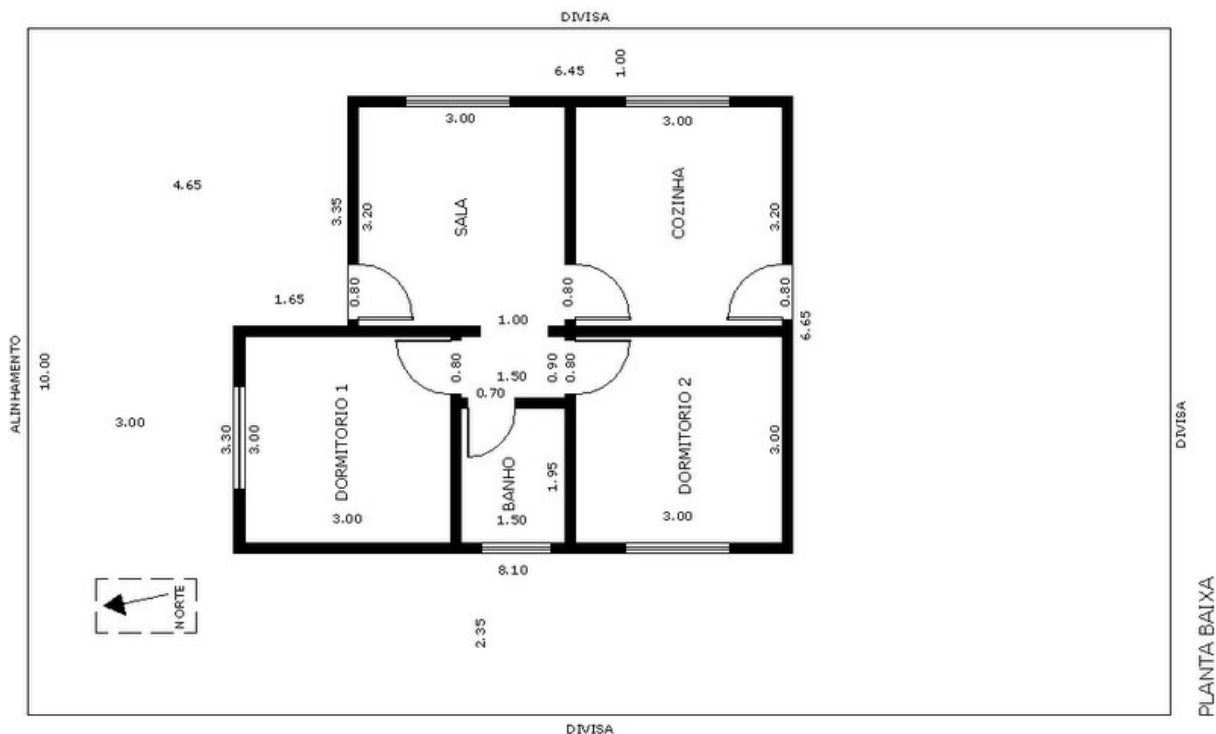 DIVISA
6.45
1.00
3.00
3.00
4.65
3.35
3.20
SALA
COZINHA
3.20
0.80
0.80
0.80
1.65
1.00
6.65
ALINHAMENTO
10.00
0.80
1.50
0.90
0.80
0.70
3.00
3.30
3.00
DORMITORIO 1
3.00
BANHO
1.50
1.95
DORMITORIO 2
3.00
3.00
DIVISA
8.10
NORTE
2.35
PLANTA BAIXA
DIVISA